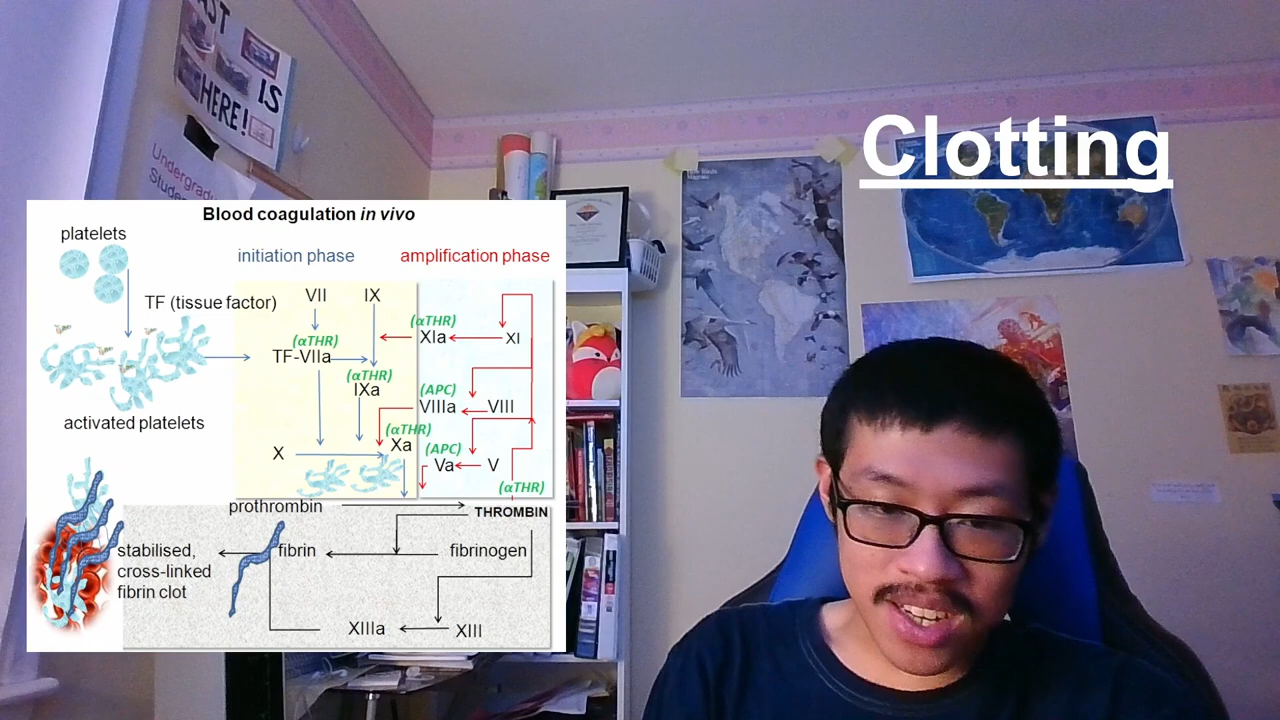 AST
IS
HERE!
Clotting
Blood coagulation in vivo
platelets
initiation phase
amplification phase
TF (tissue factor)
VII
IX
(αTHR)
XIa
XI
(αTHR)
TF-VIIa
(αTHR)
IXa
(APC)
VIIIa
VIII
activated platelets
(αTHR)
Xa
X
(APC)
Va
V
(αTHR)
prothrombin
THROMBIN
stabilised,
cross-linked
fibrin clot
fibrin
fibrinogen
XIIIa
XIII